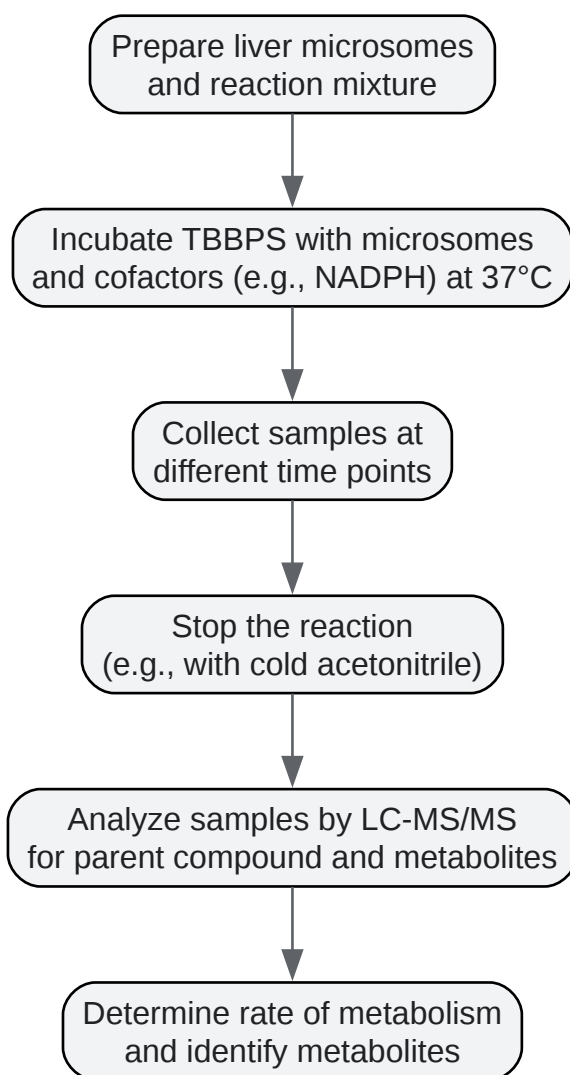 Prepare liver microsomes
and reaction mixture
Incubate TBBPS with microsomes
and cofactors (e.g., NADPH) at 37°C
Collect samples at
different time points
Stop the reaction
(e.g., with cold acetonitrile)
Analyze samples by LC-MS/MS
for parent compound and metabolites
Determine rate of metabolism
and identify metabolites